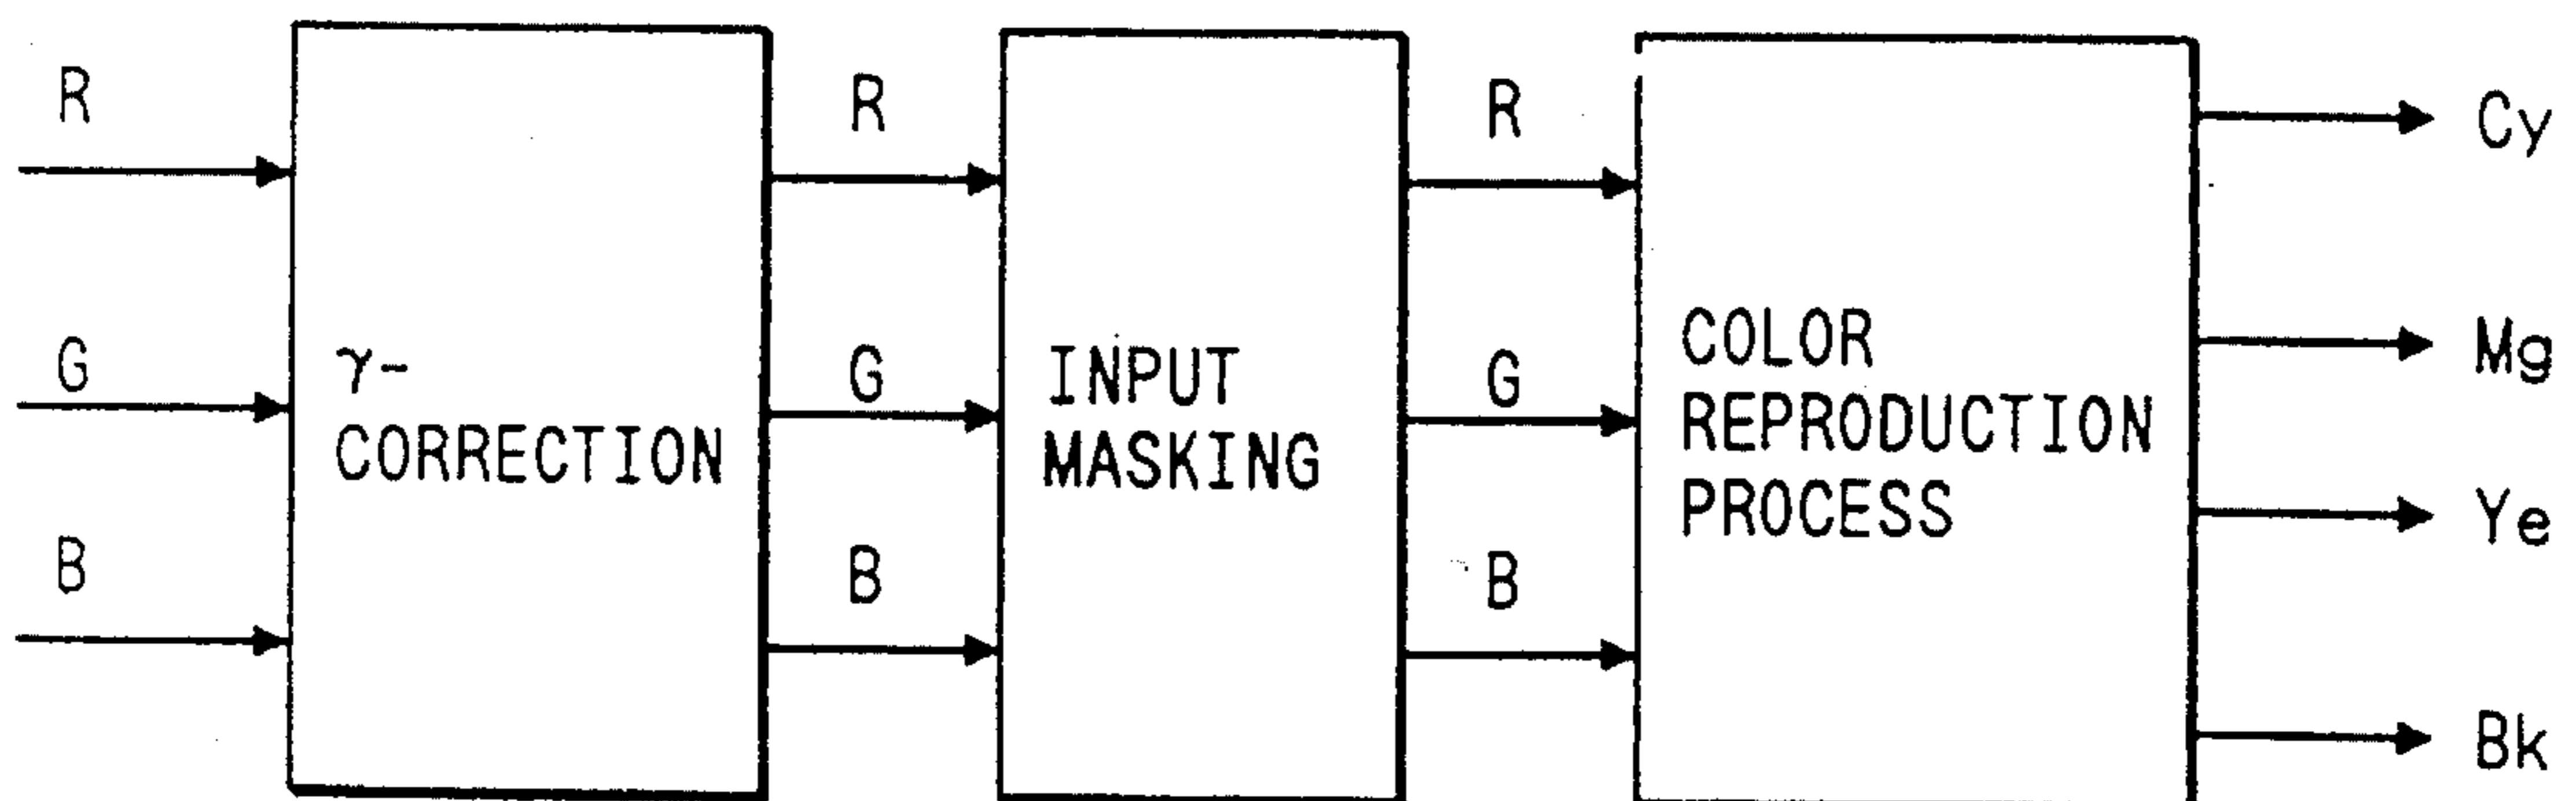 R
G
B
γ-
CORRECTION
R
G
B
INPUT
MASKING
R
G
B
COLOR
REPRODUCTION
PROCESS
Cy
Mg
Ye
Bk